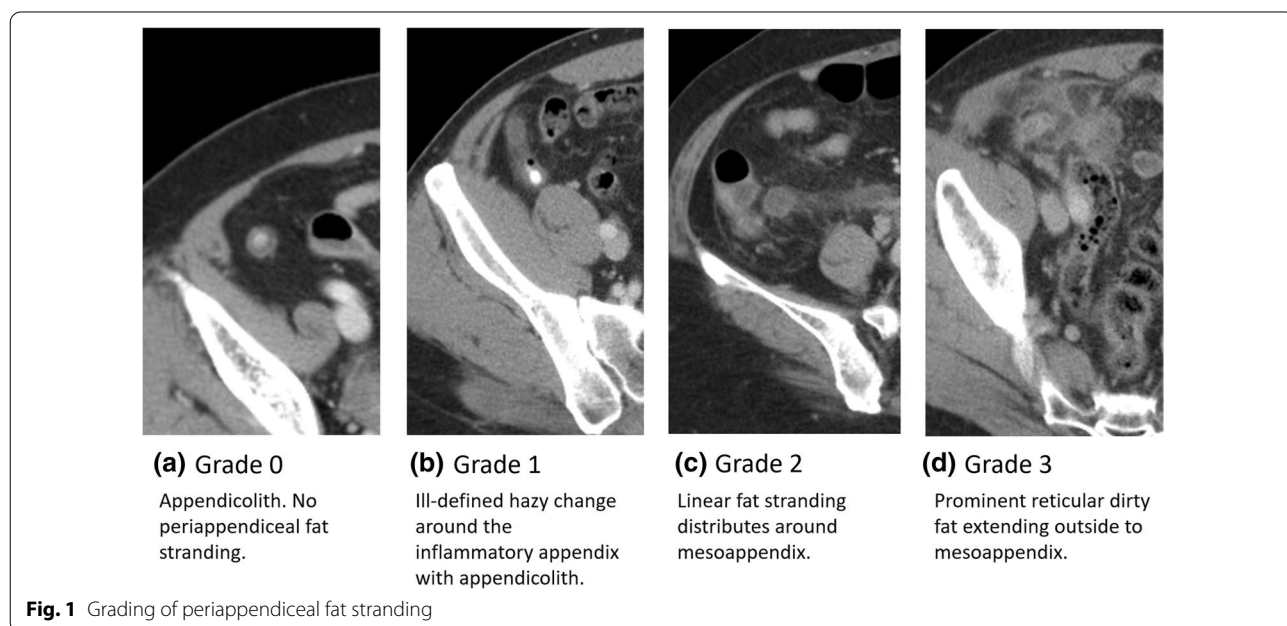 (a) Grade 0
Appendicolith. No
periappendiceal fat
stranding.
(b) Grade 1
Ill-defined hazy change
around the
inflammatory appendix
with appendicolith.
(c) Grade 2
Linear fat stranding
distributes around
mesoappendix.
(d) Grade 3
Prominent reticular dirty
fat extending outside to
mesoappendix.
Fig. 1 Grading of periappendiceal fat stranding